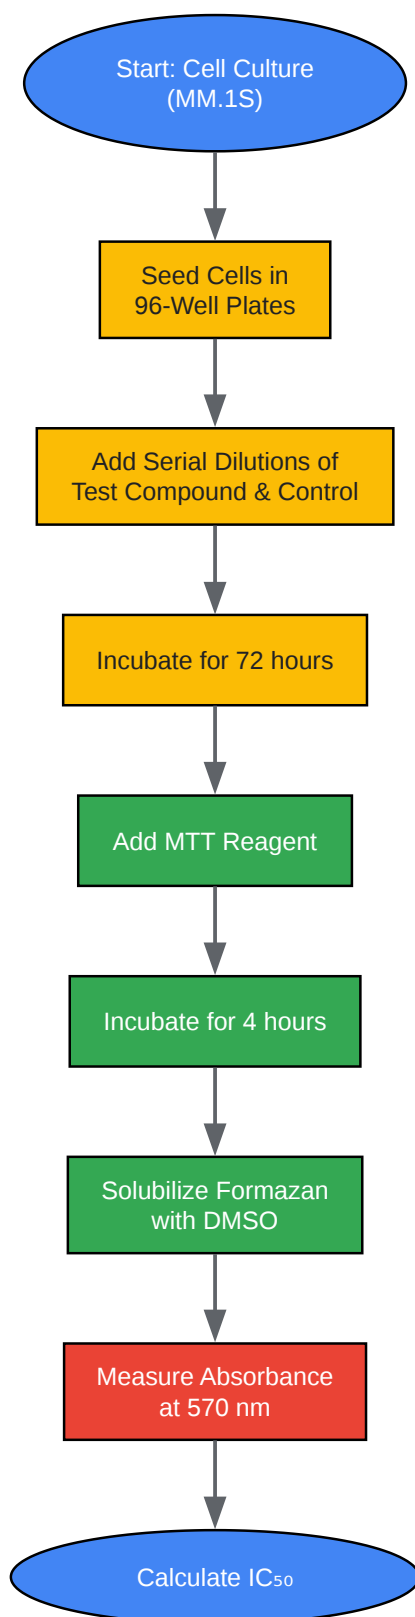 Start: Cell Culture
(MM.1S)
Seed Cells in
96-Well Plates
Add Serial Dilutions of
Test Compound & Control
Incubate for 72 hours
Add MTT Reagent
Incubate for 4 hours
Solubilize Formazan
with DMSO
Measure Absorbance
at 570 nm
Calculate IC₅₀